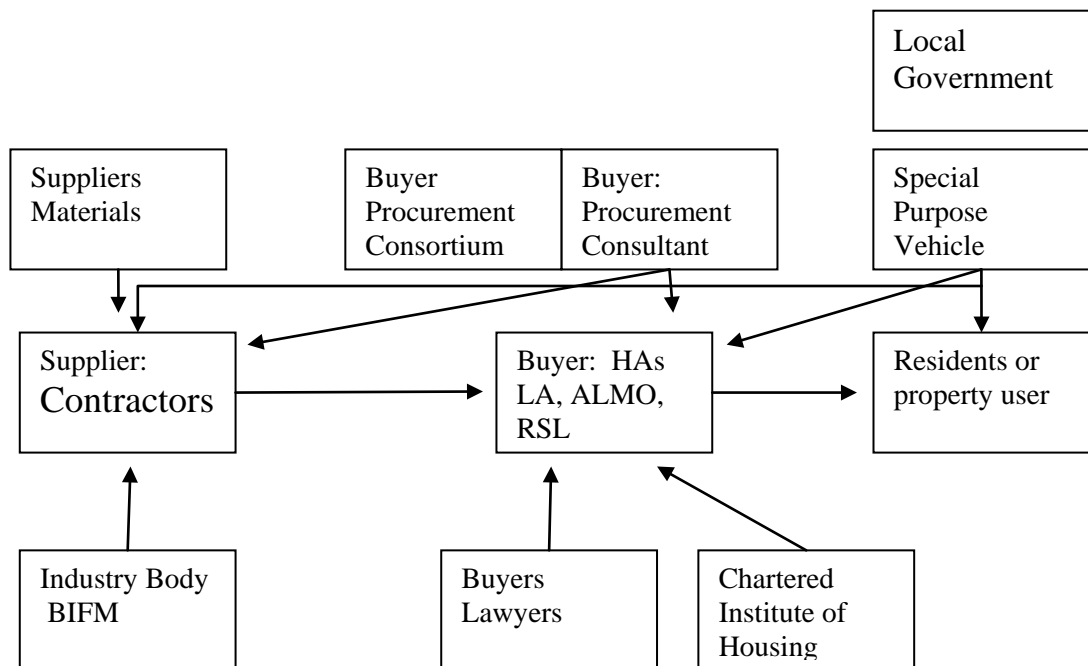 Local
Government
Suppliers
Materials
Buyer
Procurement
Consortium
Buyer:
Procurement
Consultant
Special
Purpose
Vehicle
Supplier:
Contractors
Buyer:  HAs
LA, ALMO,
RSL
Residents or
property user
Industry Body
BIFM
Buyers
Lawyers
Chartered
Institute of
Housing